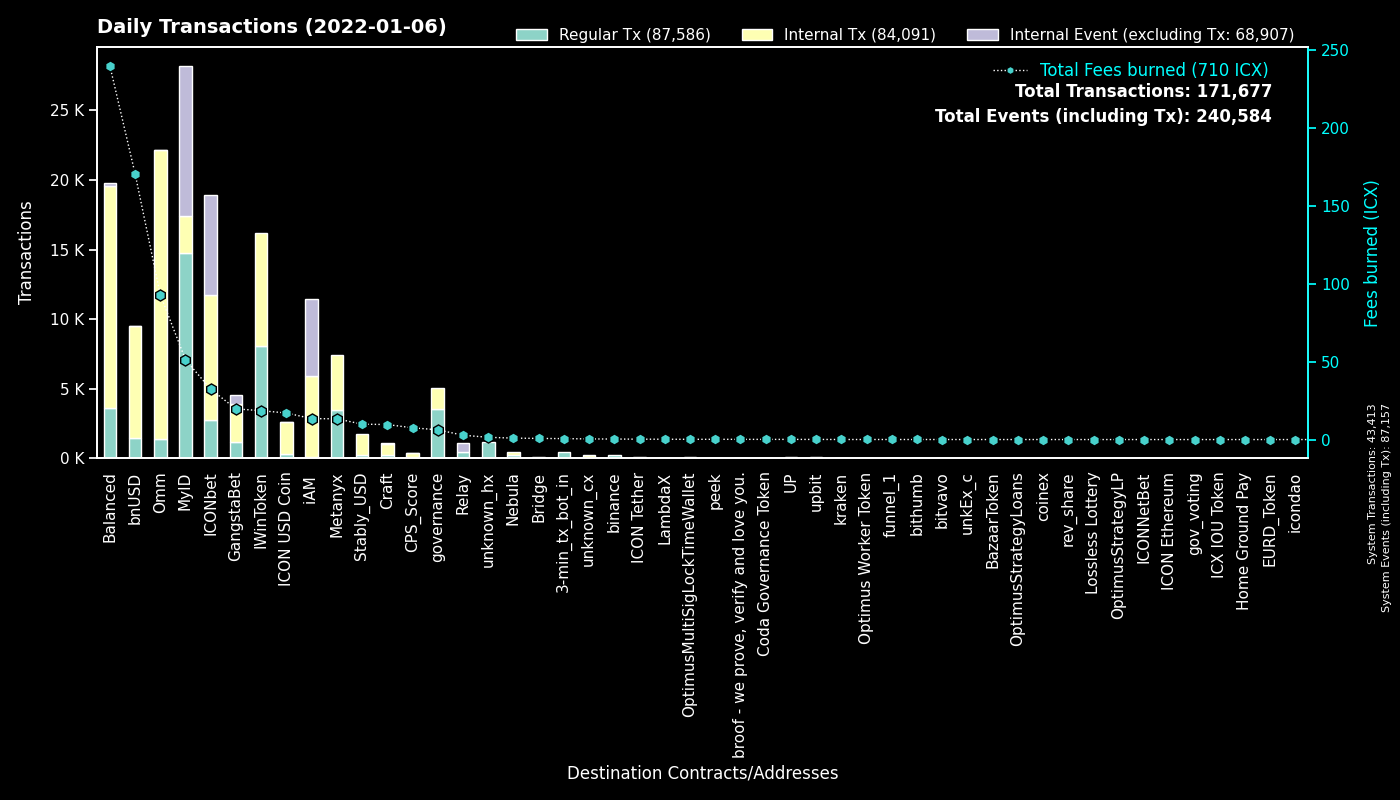 Daily Transactions (2022-01-06)
Regular Tx (87,586)
Internal Tx (84,091)
Internal Event (excluding Tx: 68,907)
Total Fees burned (710 ICX)
Total Transactions: 171,677
Total Events (including Tx): 240,584
Transactions
25 K
20 K
15 K
10 K
5 K
0 K
250
200
150
100
50
0
Fees burned (ICX)
System Transactions: 43,413
System Events (including Tx): 87,157
Balanced
bnUSD
Omm
MyID
ICONbet
GangstaBet
IWinToken
ICON USD Coin
iAM
Metanyx
Stably_USD
Craft
CPS_Score
governance
Relay
unknown_hx
Nebula
Bridge
3-min_tx_bot_in
unknown_cx
binance
ICON Tether
LambdaX
OptimusMultiSigLockTimeWallet
peek
broof - we prove, verify and love you.
Coda Governance Token
UP
upbit
kraken
Optimus Worker Token
funnel_1
bithumb
bitvavo
unkEx_c
BazaarToken
OptimusStrategyLoans
coinex
rev_share
Lossless Lottery
OptimusStrategyLP
ICONNetBet
ICON Ethereum
gov_voting
ICX IOU Token
Home Ground Pay
EURD_Token
icondao
Destination Contracts/Addresses